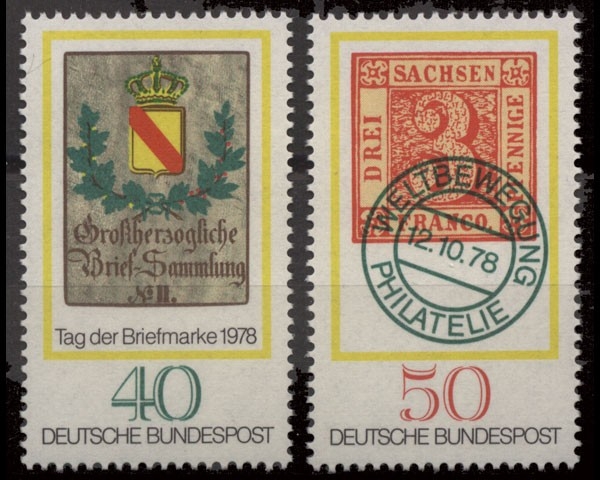 Großherzogliche
Brief=Sammlung
No II.
Tag der Briefmarke 1978
40
DEUTSCHE BUNDESPOST
SACHSEN
DREI
3
PFENNIGE
FRANCO
WELTBEWEGUNG
12.10.78
PHILATELIE
50
DEUTSCHE BUNDESPOST